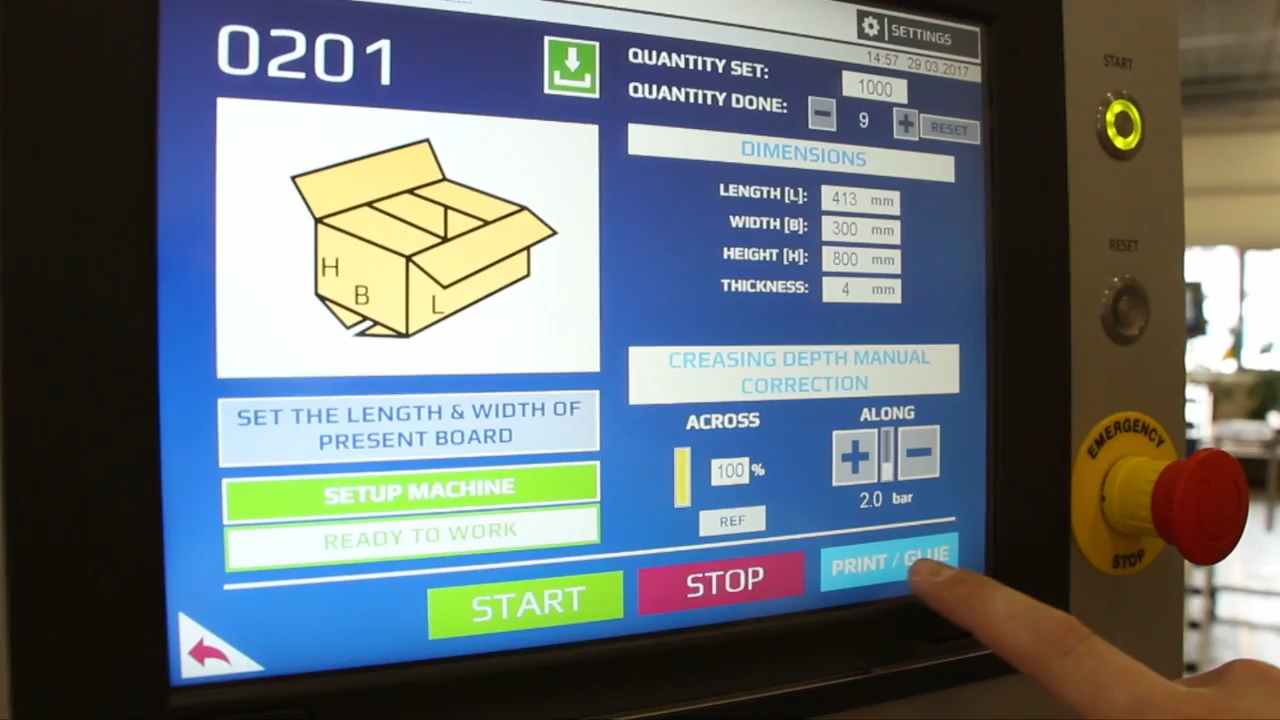 0201
SETTINGS
14:57 29.03.2017
QUANTITY SET: 1000
QUANTITY DONE: 9 RESET
DIMENSIONS
LENGTH [L]: 413 mm
WIDTH [B]: 300 mm
HEIGHT [H]: 800 mm
THICKNESS: 4 mm
H
B
L
CREASING DEPTH MANUAL
CORRECTION
ACROSS
100 %
REF
ALONG
+ −
2.0 bar
SET THE LENGTH & WIDTH OF
PRESENT BOARD
SETUP MACHINE
READY TO WORK
START
STOP
PRINT / GLUE
START
RESET
EMERGENCY
STOP